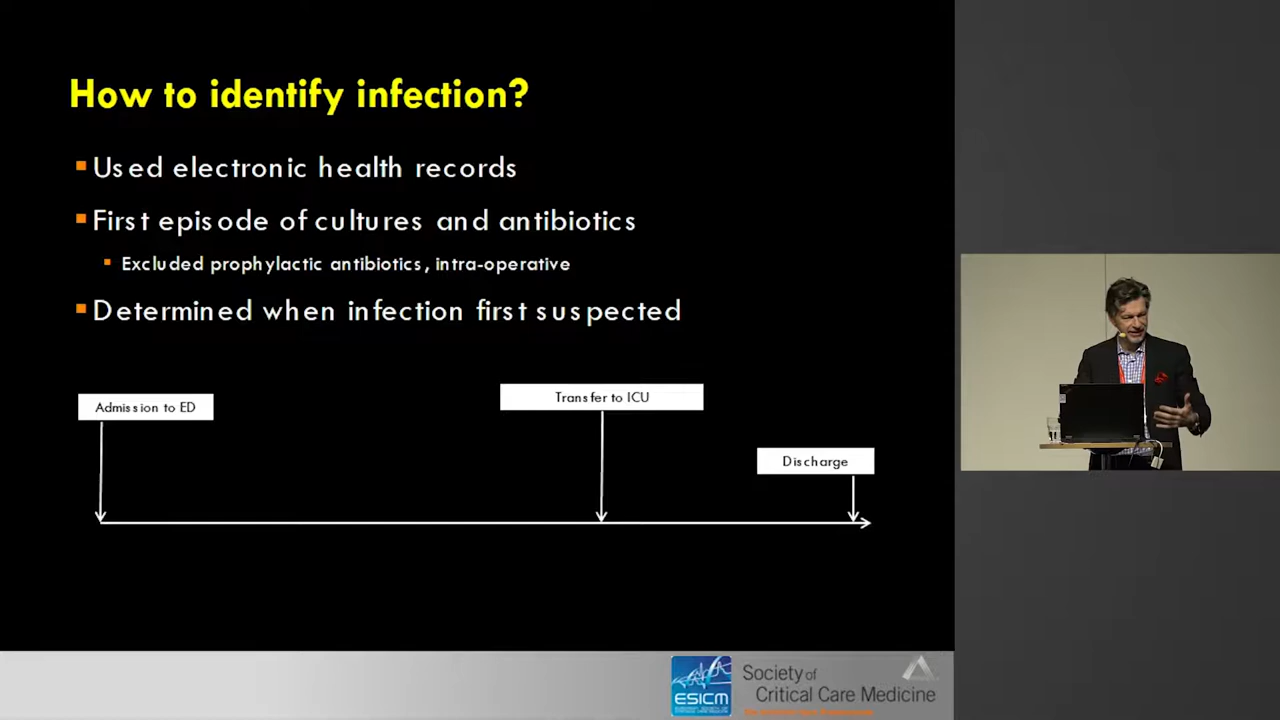 How to identify infection?
Used electronic health records
First episode of cultures and antibiotics
Excluded prophylactic antibiotics, intra-operative
Determined when infection first suspected
Admission to ED
Transfer to ICU
Discharge
ESICM
Society of
Critical Care Medicine